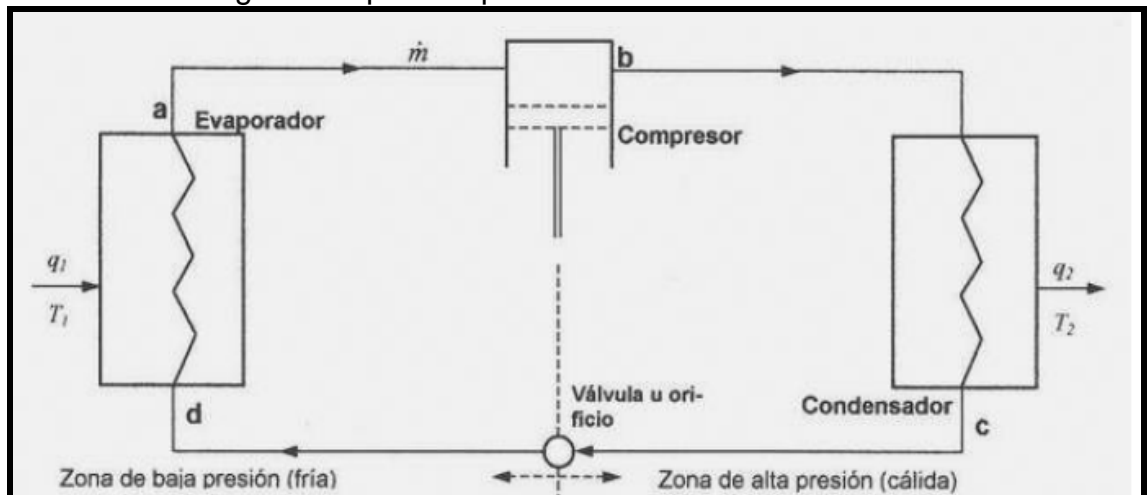 ṁ
b
a
Evaporador
Compresor
q₁
T₁
q₂
T₂
Válvula u ori-
ficio
d
Condensador
c
Zona de baja presión (fría)
Zona de alta presión (cálida)